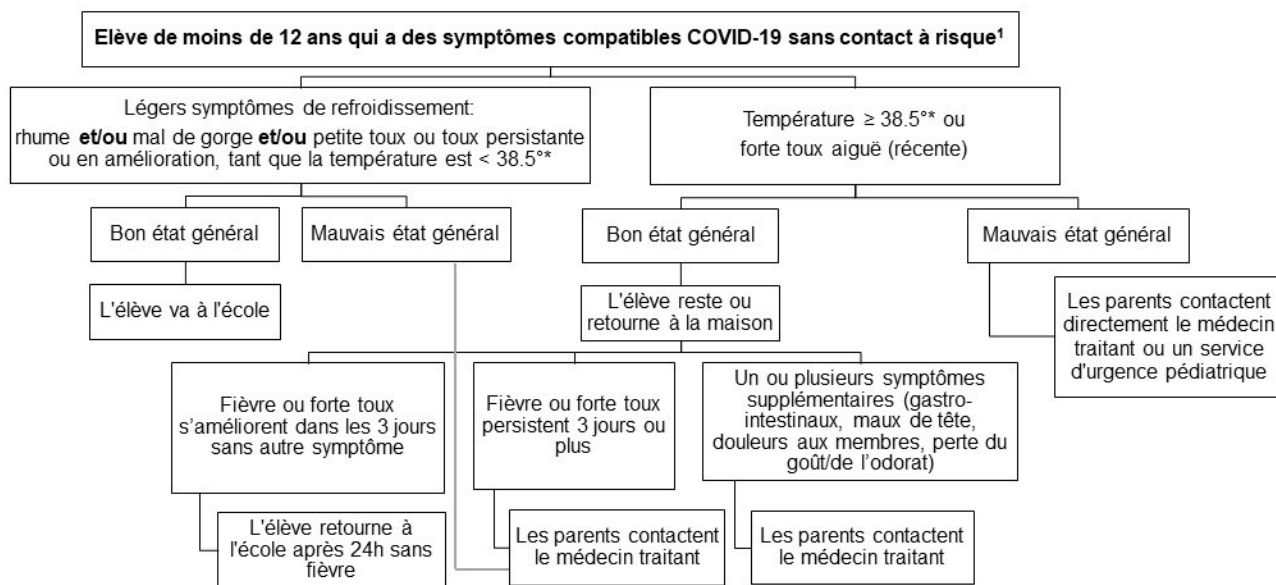 Elève de moins de 12 ans qui a des symptômes compatibles COVID-19 sans contact à risque¹
Légers symptômes de refroidissement:
rhume et/ou mal de gorge et/ou petite toux ou toux persistante
ou en amélioration, tant que la température est < 38.5°*
Température ≥ 38.5°* ou
forte toux aiguë (récente)
Bon état général
Mauvais état général
Bon état général
Mauvais état général
L'élève va à l'école
L'élève reste ou
retourne à la maison
Les parents contactent
directement le médecin
traitant ou un service
d'urgence pédiatrique
Fièvre ou forte toux
s’améliorent dans les 3 jours
sans autre symptôme
Fièvre ou forte toux
persistent 3 jours ou
plus
Un ou plusieurs symptômes
supplémentaires (gastro-
intestinaux, maux de tête,
douleurs aux membres, perte du
goût/de l’odorat)
L'élève retourne à
l'école après 24h sans
fièvre
Les parents contactent
le médecin traitant
Les parents contactent
le médecin traitant